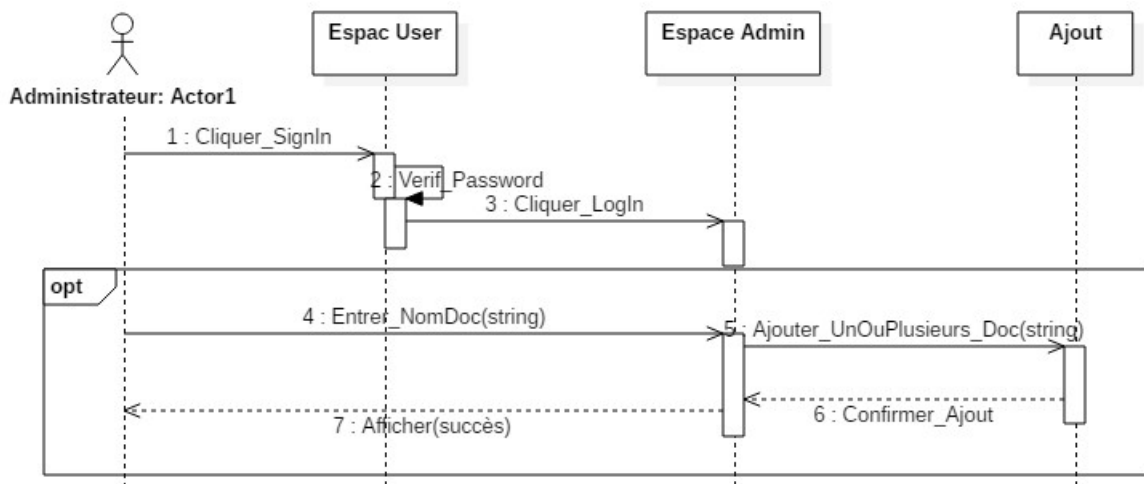 Espac User
Espace Admin
Ajout
Administrateur: Actor1
1 : Cliquer_SignIn
2 : Verif_Password
3 : Cliquer_LogIn
opt
4 : Entrer_NomDoc(string)
5 : Ajouter_UnOuPlusieurs_Doc(string)
6 : Confirmer_Ajout
7 : Afficher(succès)